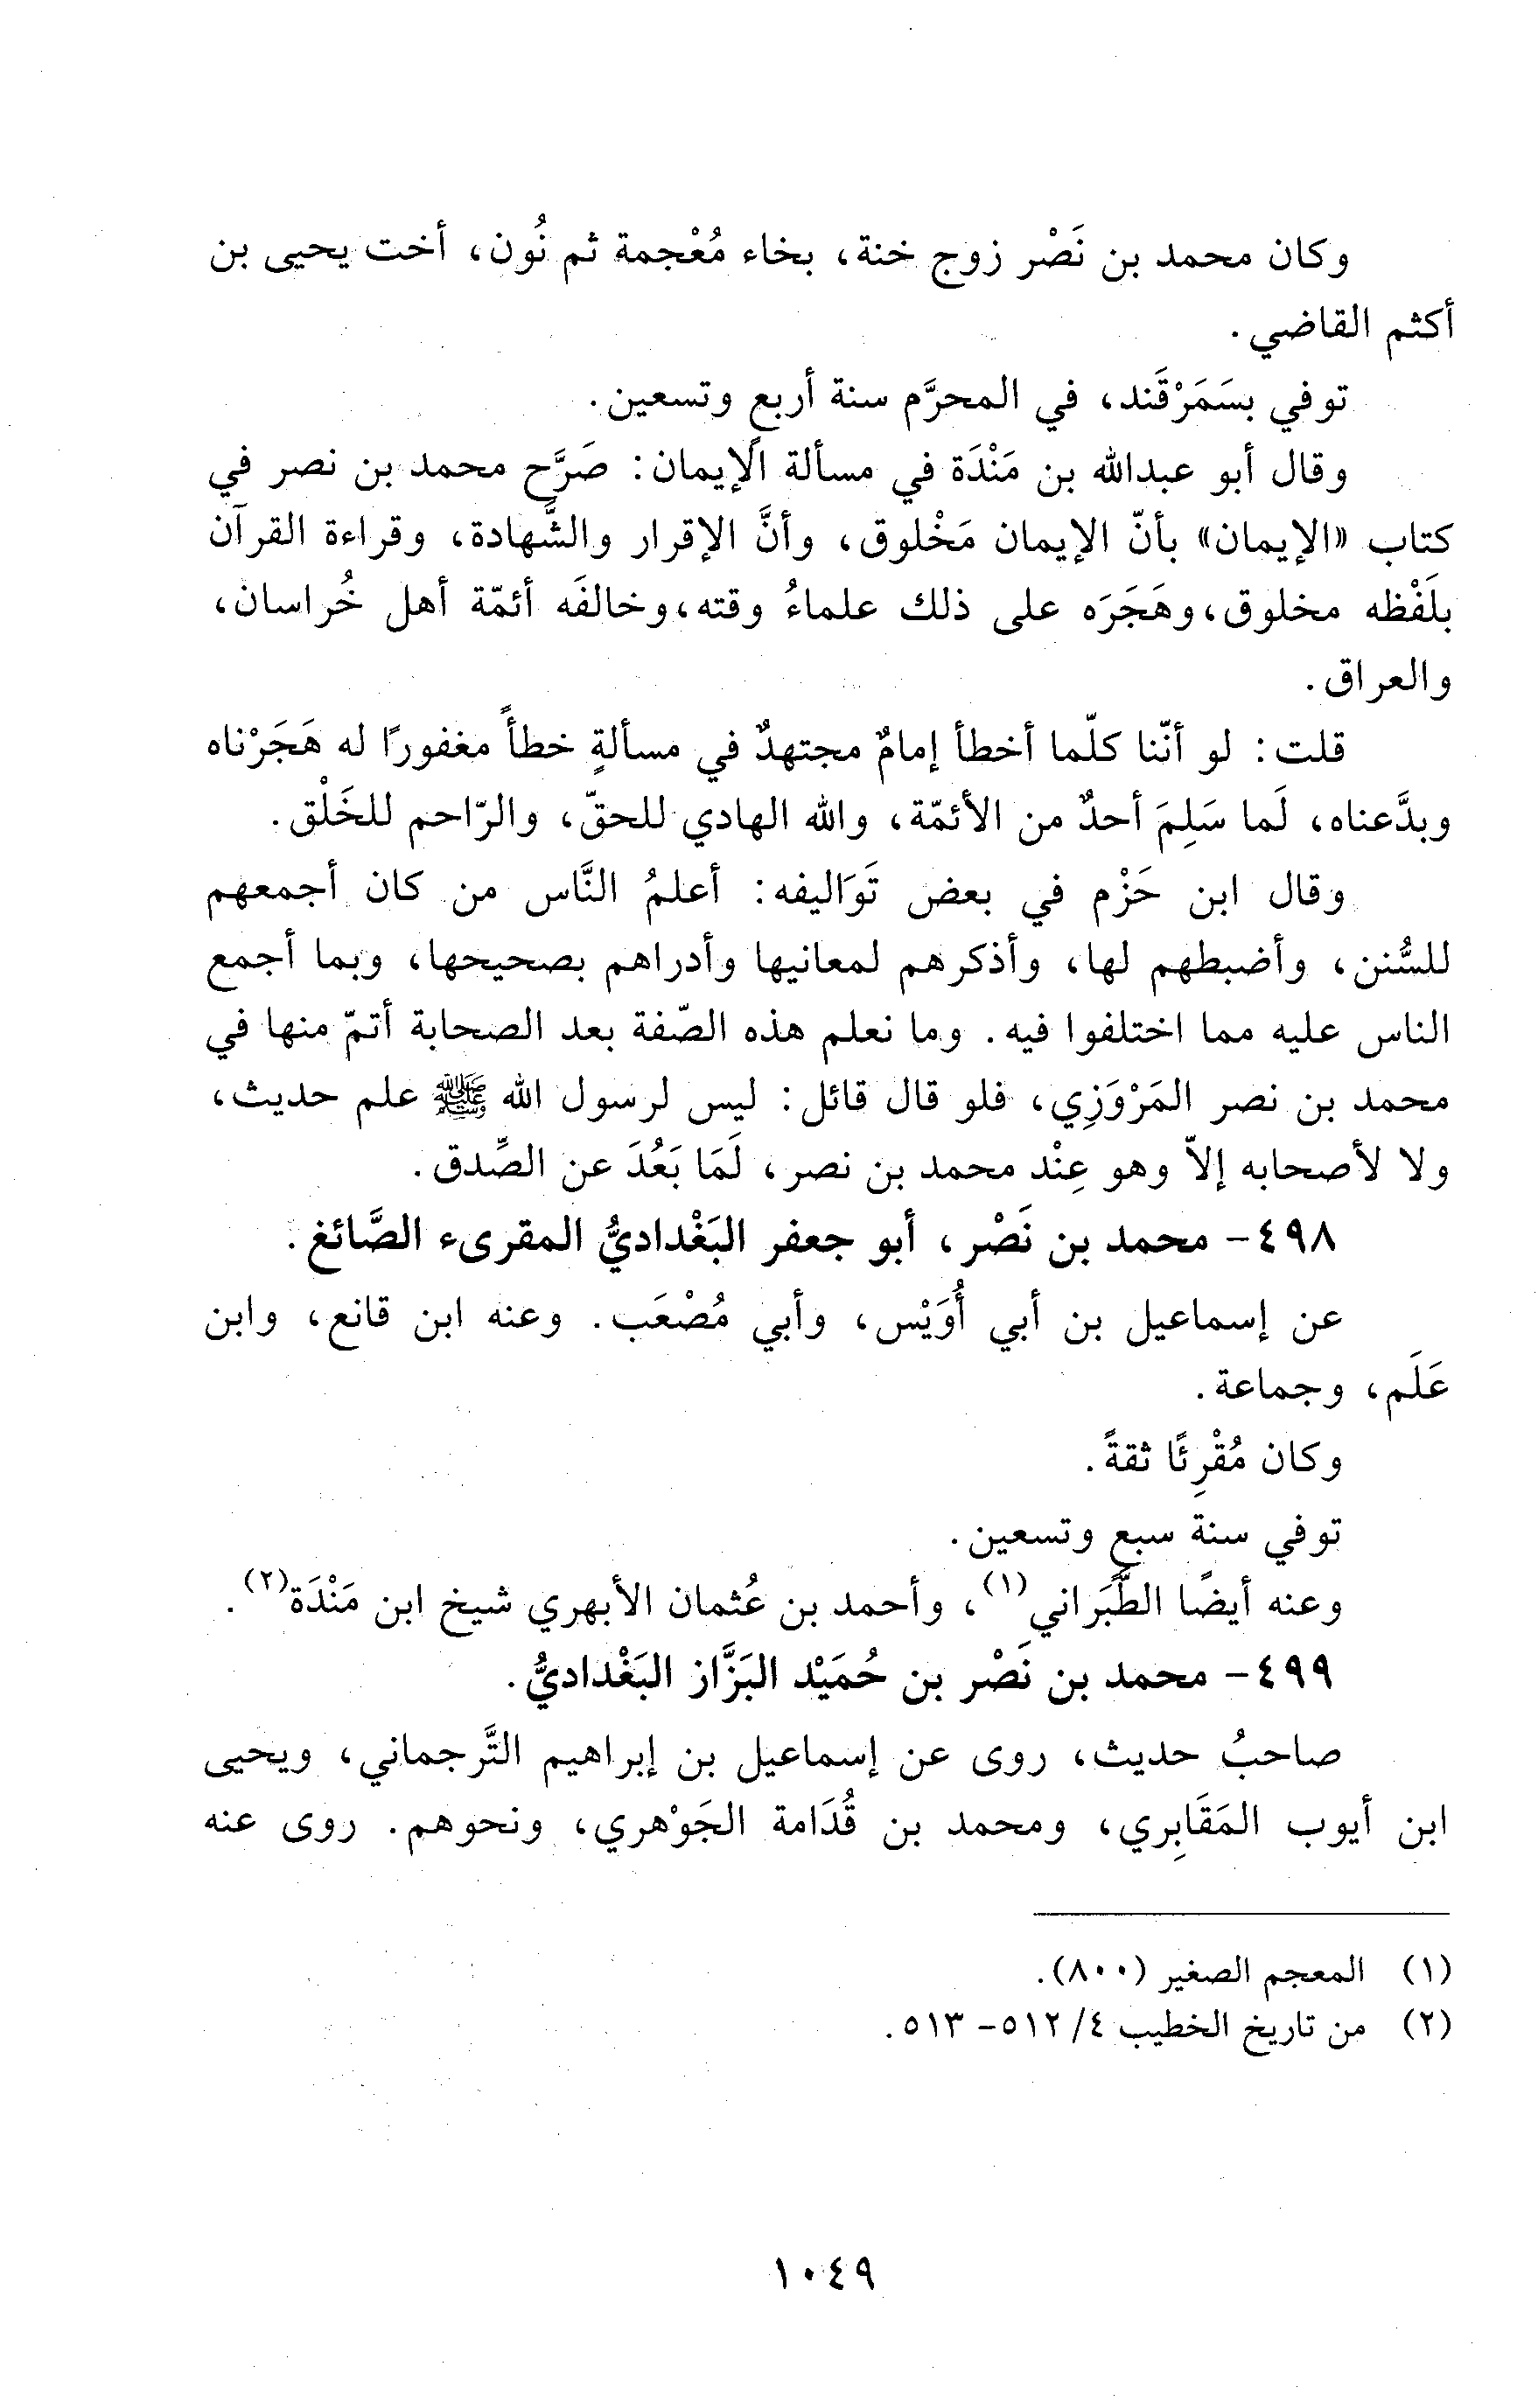 وكان محمد بن نَصْر زوج خنة، بخاء مُعْجمة ثم نُون، أخت يحيى بن
أكثم القاضي.
توفي بسَمَرْقَند، في المحرَّم سنة أربعٍ وتسعين.
وقال أبو عبدالله بن مَنْدَة في مسألة الإيمان: صَرَّح محمد بن نصر في
كتاب «الإيمان» بأنّ الإيمان مَخْلوق، وأنَّ الإقرار والشَّهادة، وقراءة القرآن
بلَفْظه مخلوق، وهَجَرَه على ذلك علماءُ وقته، وخالفَه أئمّة أهل خُراسان،
والعراق.
قلت: لو أنّنا كلّما أخطأ إمامٌ مجتهدٌ في مسألةٍ خطأً مغفورًا له هَجَرْناه
وبدَّعناه، لَما سَلِمَ أحدٌ من الأئمّة، والله الهادي للحقّ، والرّاحم للخَلْق.
وقال ابن حَزْم في بعض تَوَاليفه: أعلمُ النَّاس من كان أجمعهم
للسُّنن، وأضبطهم لها، وأذكرهم لمعانيها وأدراهم بصحيحها، وبما أجمع
الناس عليه مما اختلفوا فيه. وما نعلم هذه الصّفة بعد الصحابة أتمّ منها في
محمد بن نصر المَرْوَزِي، فلو قال قائل: ليس لرسول الله ﷺ علم حديث،
ولا لأصحابه إلاّ وهو عِنْد محمد بن نصر، لَمَا بَعُدَ عن الصِّدق.
٤٩٨- محمد بن نَصْر، أبو جعفر البَغْداديُّ المقرىء الصَّائغ.
عن إسماعيل بن أبي أُوَيْس، وأبي مُصْعَب. وعنه ابن قانع، وابن
عَلَم، وجماعة.
وكان مُقْرِئًا ثقةً.
توفي سنة سبعٍ وتسعين.
وعنه أيضًا الطَّبَراني(١)، وأحمد بن عُثمان الأبهري شيخ ابن مَنْدَة(٢).
٤٩٩- محمد بن نَصْر بن حُمَيْد البَزَّاز البَغْداديُّ.
صاحبُ حديث، روى عن إسماعيل بن إبراهيم التَّرجماني، ويحيى
ابن أيوب المَقَابِري، ومحمد بن قُدَامة الجَوْهري، ونحوهم. روى عنه
(١) المعجم الصغير (٨٠٠).
(٢) من تاريخ الخطيب ٤/ ٥١٢- ٥١٣.
١٠٤٩